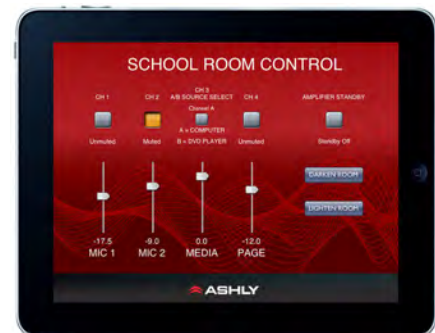 SCHOOL ROOM CONTROL
CH 1
CH 2
CH 3
A/B SOURCE SELECT
CH 4
AMPLIFIER STANDBY
Channel A
A = COMPUTER
Unmuted
Muted
B = DVD PLAYER
Unmuted
Standby Off
DARKEN ROOM
LIGHTEN ROOM
-17.5
-9.0
0.0
-12.0
MIC 1
MIC 2
MEDIA
PAGE
ASHLY